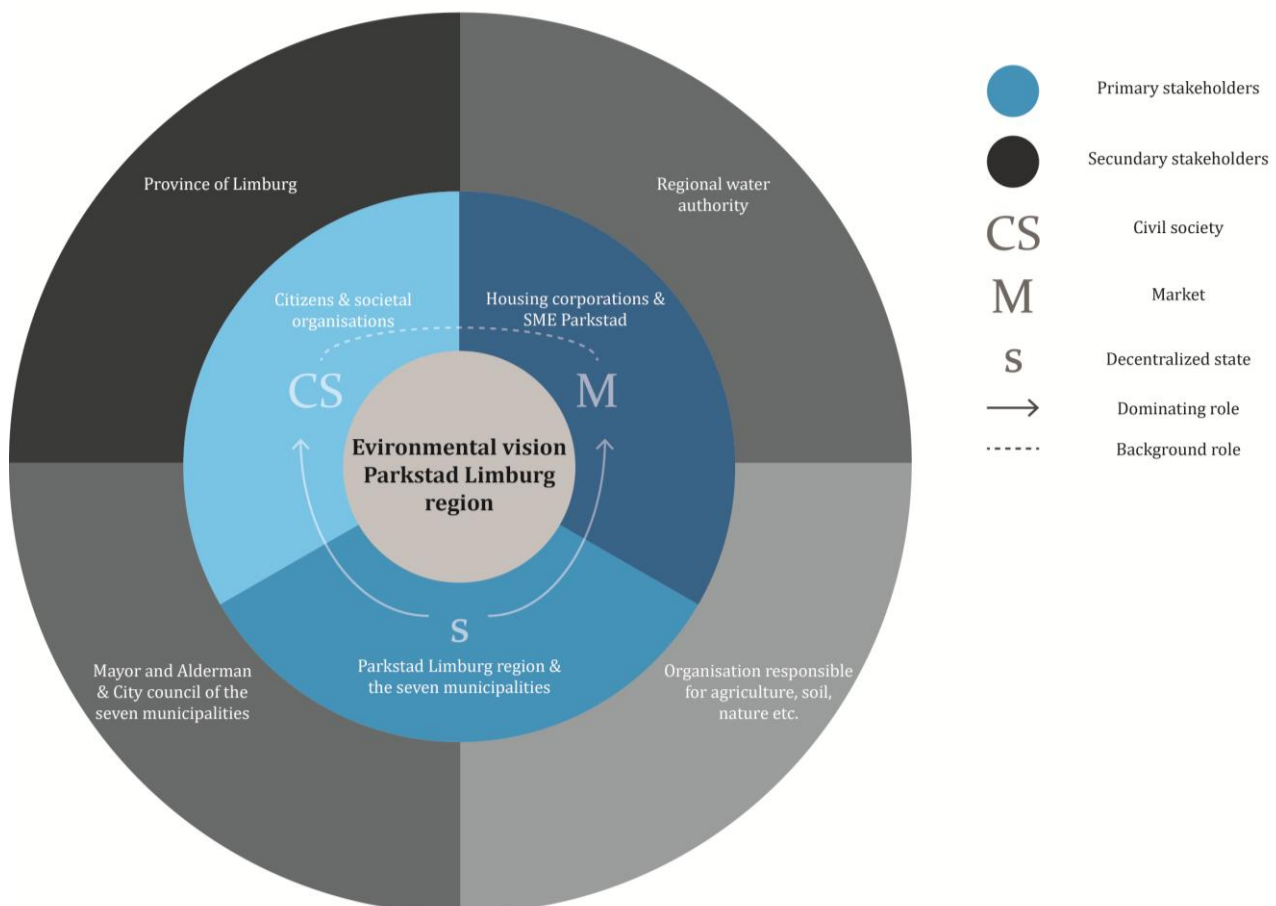 Province of Limburg
Regional water
authority
Citizens & societal
organisations
Housing corporations &
SME Parkstad
CS
M
Evironmental vision
Parkstad Limburg
region
s
Parkstad Limburg region &
the seven municipalities
Mayor and Alderman
& City council of the
seven municipalities
Organisation responsible
for agriculture, soil,
nature etc.
Primary stakeholders
Secundary stakeholders
CS Civil society
M Market
s Decentralized state
Dominating role
Background role